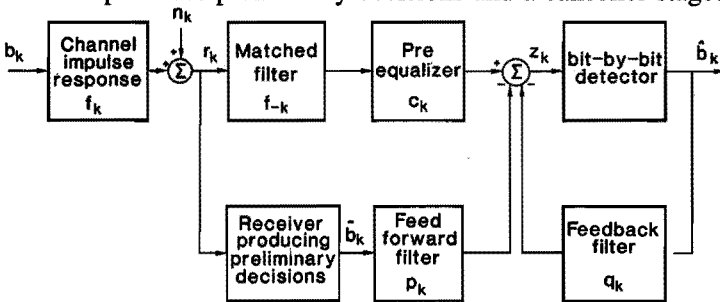 n_k
b_k
Channel
impulse
response
f_k
+
+
Σ
r_k
Matched
filter
f_{-k}
Pre
equalizer
c_k
+
Σ
−
−
z_k
bit-by-bit
detector
b̂_k
Receiver
producing
preliminary
decisions
b̃_k
Feed
forward
filter
p_k
Feedback
filter
q_k